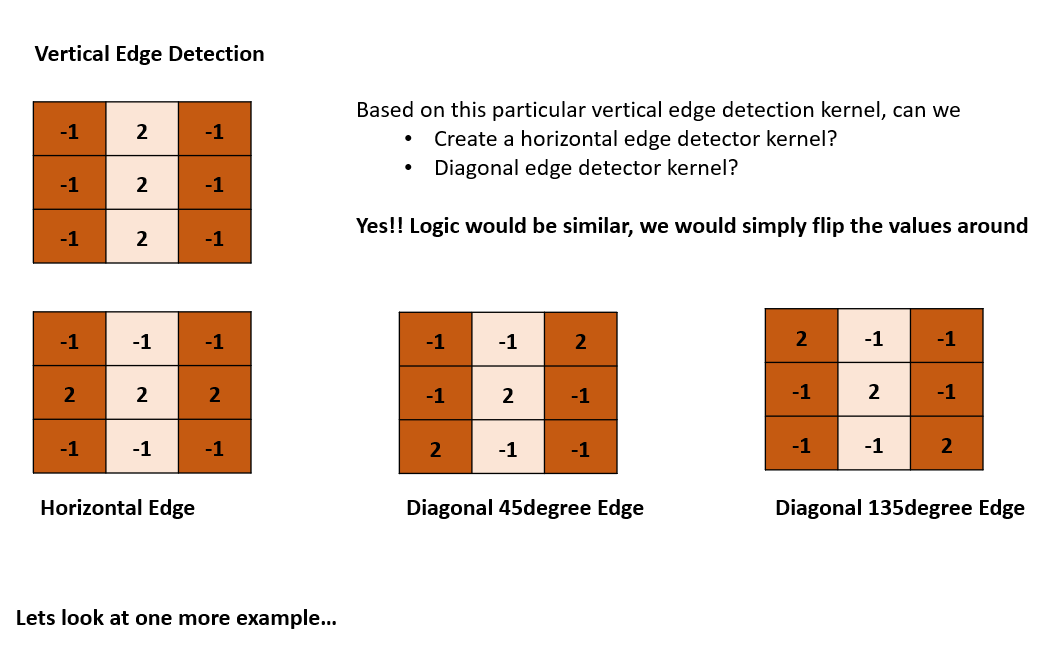 Vertical Edge Detection
-1 2 -1
-1 2 -1
-1 2 -1
Based on this particular vertical edge detection kernel, can we
• Create a horizontal edge detector kernel?
• Diagonal edge detector kernel?
Yes!! Logic would be similar, we would simply flip the values around
-1 -1 -1
2 2 2
-1 -1 -1
Horizontal Edge
-1 -1 2
-1 2 -1
2 -1 -1
Diagonal 45degree Edge
2 -1 -1
-1 2 -1
-1 -1 2
Diagonal 135degree Edge
Lets look at one more example...